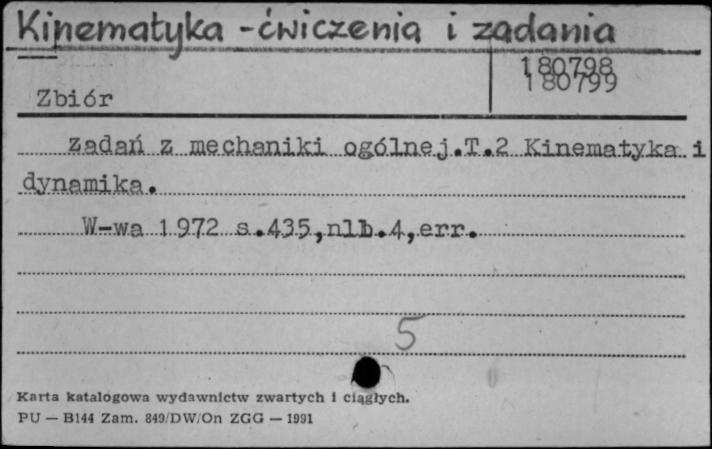 Kinematyka - ćwiczenia i zadania
180798
180799
Zbiór
zadań z mechaniki ogólnej.T.2 Kinematyka i
dynamika.
W-wa 1972 s.435,nlb.4,err.
5
Karta katalogowa wydawnictw zwartych i ciągłych.
PU — B144 Zam. 849/DW/On ZGG — 1991